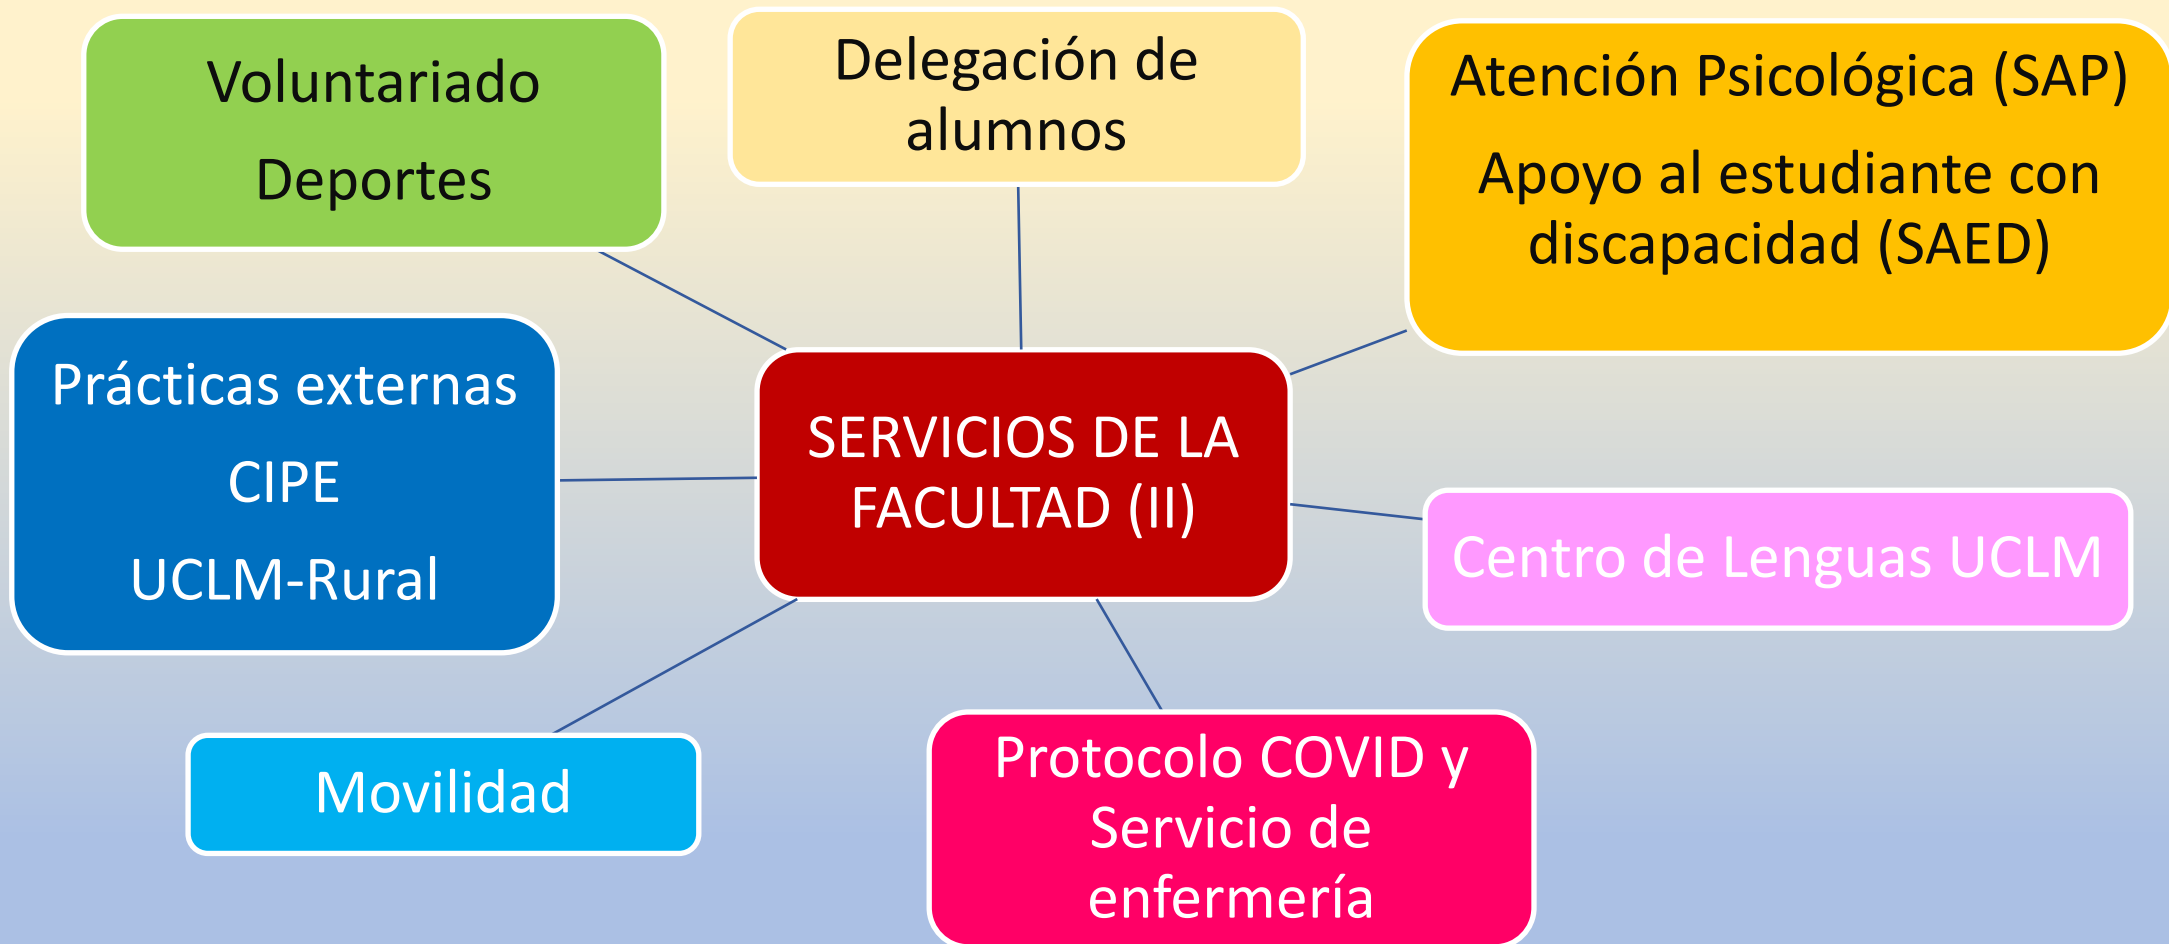 Voluntariado
Deportes
Delegación de
alumnos
Atención Psicológica (SAP)
Apoyo al estudiante con
discapacidad (SAED)
Prácticas externas
CIPE
UCLM-Rural
SERVICIOS DE LA
FACULTAD (II)
Centro de Lenguas UCLM
Movilidad
Protocolo COVID y
Servicio de
enfermería